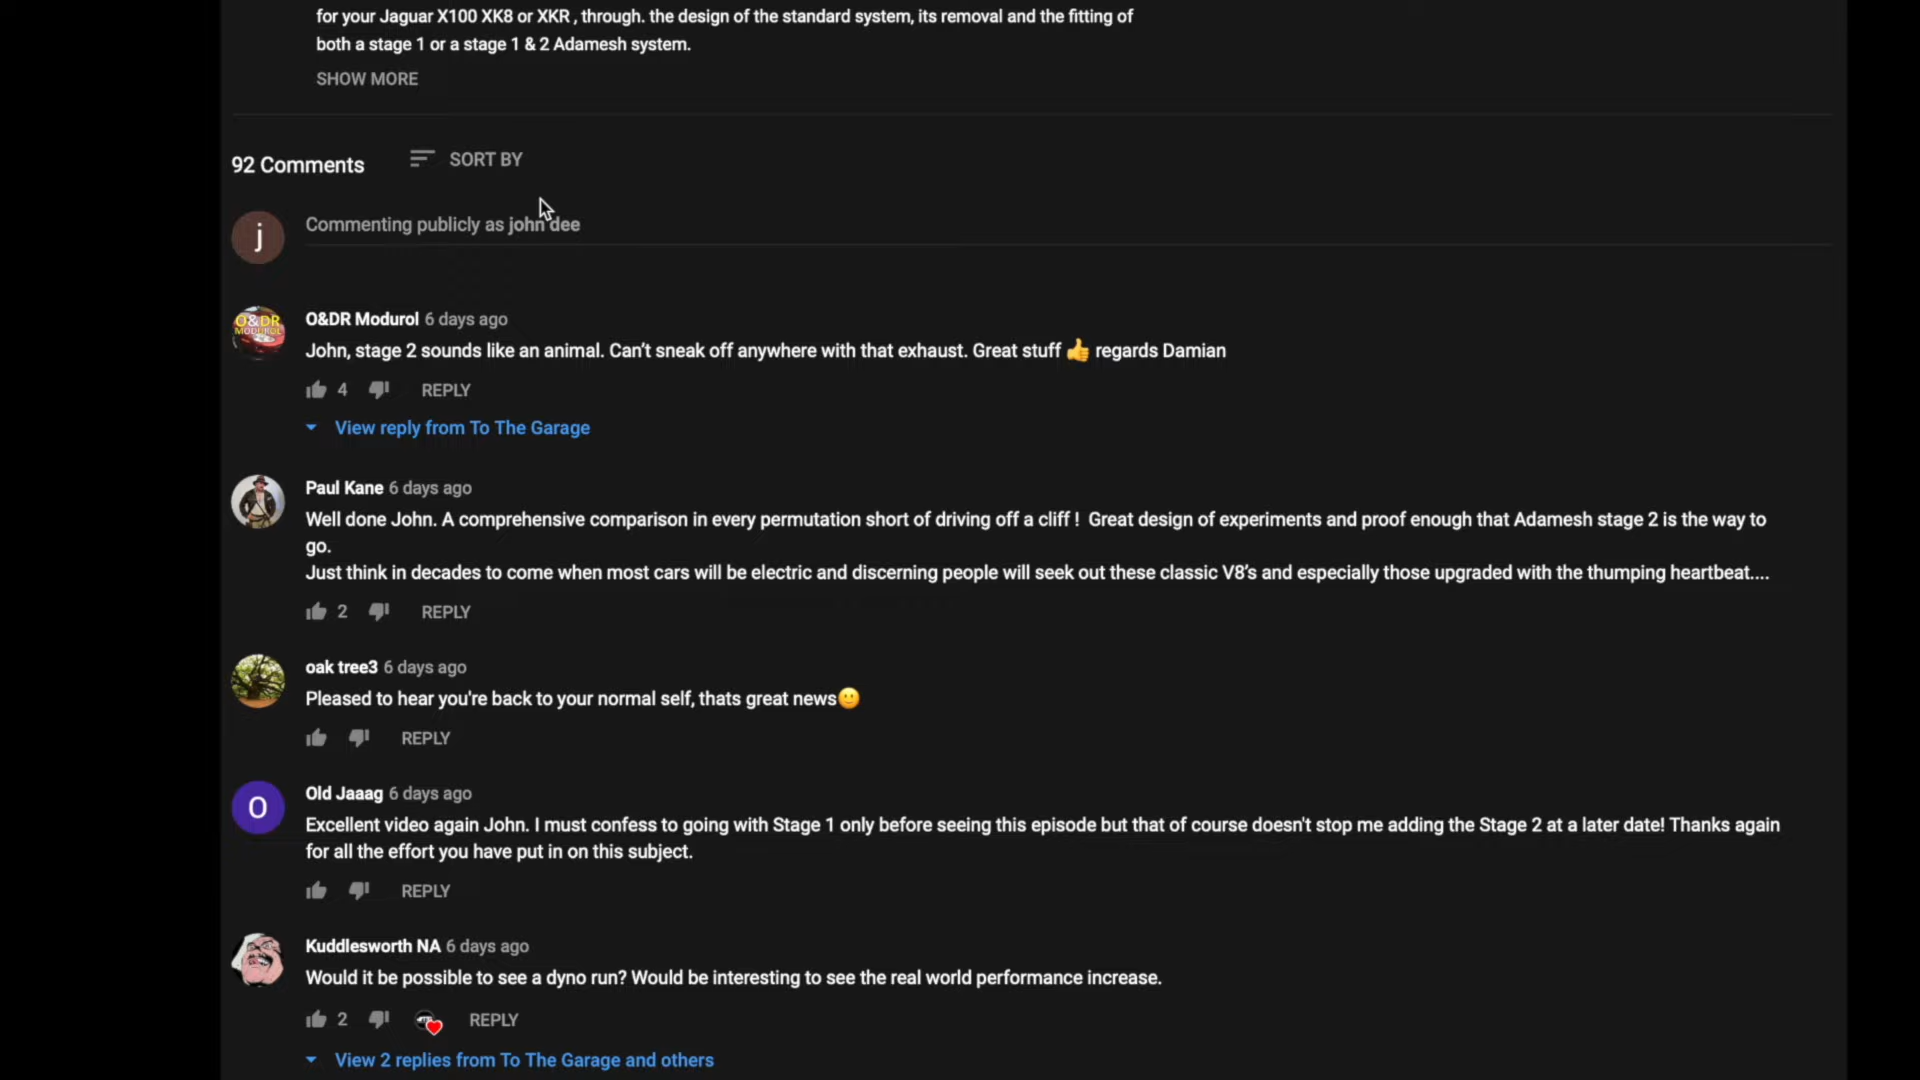 for your Jaguar X100 XK8 or XKR , through. the design of the standard system, its removal and the fitting of
both a stage 1 or a stage 1 & 2 Adamesh system.
SHOW MORE
92 Comments
SORT BY
j
Commenting publicly as john dee
O&DR
MODUROL
O&DR Modurol 6 days ago
John, stage 2 sounds like an animal. Can’t sneak off anywhere with that exhaust. Great stuff 👍 regards Damian
4
REPLY
View reply from To The Garage
Paul Kane 6 days ago
Well done John. A comprehensive comparison in every permutation short of driving off a cliff ! Great design of experiments and proof enough that Adamesh stage 2 is the way to
go.
Just think in decades to come when most cars will be electric and discerning people will seek out these classic V8’s and especially those upgraded with the thumping heartbeat....
2
REPLY
oak tree3 6 days ago
Pleased to hear you're back to your normal self, thats great news🙂
REPLY
O
Old Jaaag 6 days ago
Excellent video again John. I must confess to going with Stage 1 only before seeing this episode but that of course doesn't stop me adding the Stage 2 at a later date! Thanks again
for all the effort you have put in on this subject.
REPLY
Kuddlesworth NA 6 days ago
Would it be possible to see a dyno run? Would be interesting to see the real world performance increase.
2
REPLY
View 2 replies from To The Garage and others